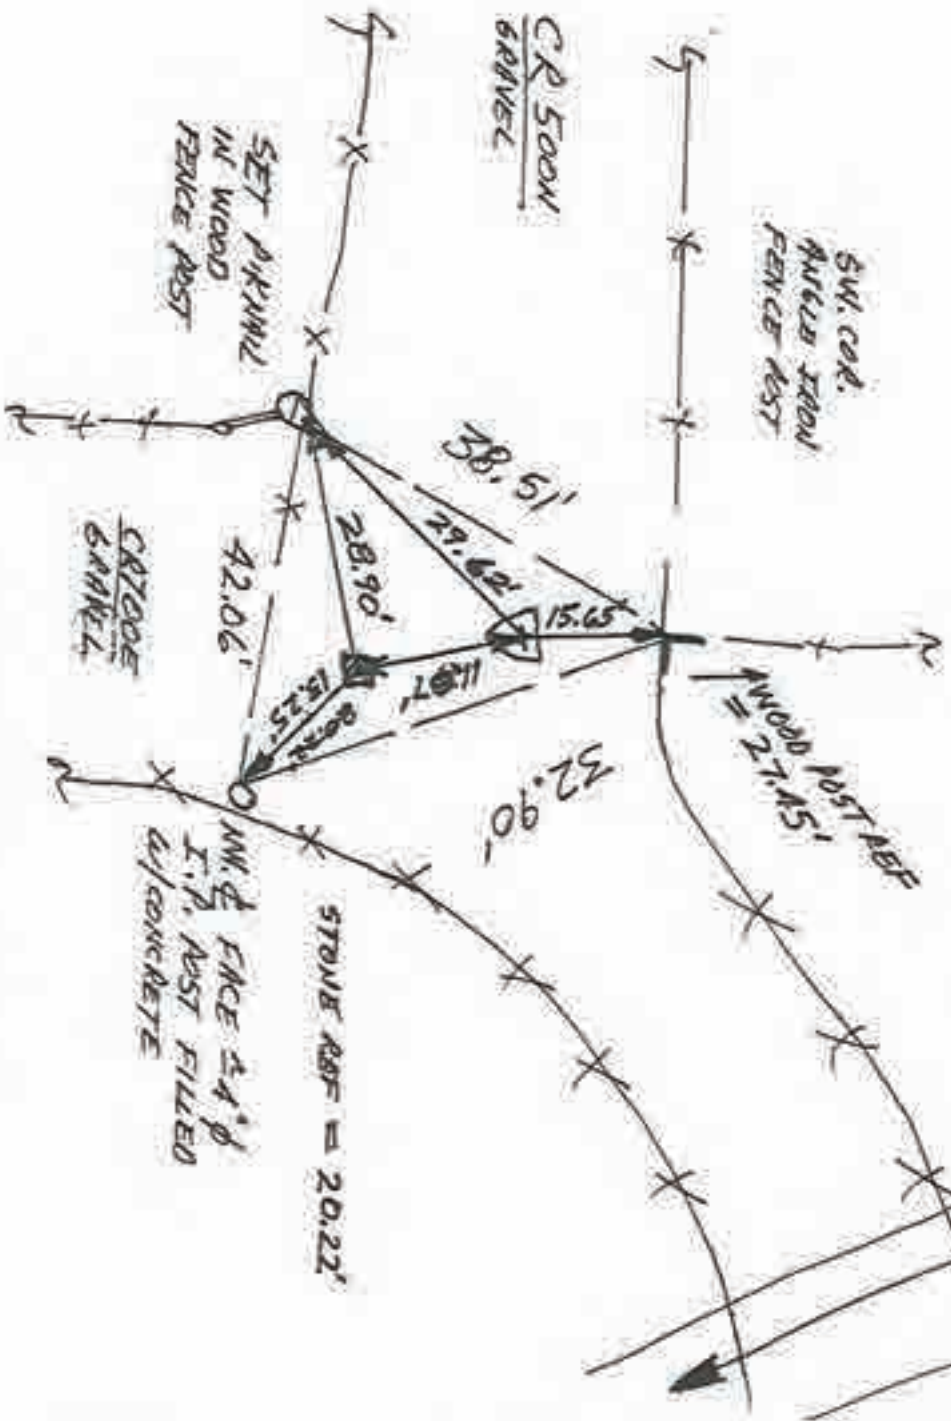 SW. COR.
ANGLE IRON
FENCE POST
CR 500N
GRAVEL
SET PKNAIL
IN WOOD
FENCE POST
38.51'
29.62'
28.90'
42.06'
15.65
15.25'
CR700E
GRAVEL
WOOD POST REF
= 27.45'
32.90'
STONE REF = 20.22'
NW. ¢ FACE ± 4" ϕ
I.P. POST FILLED
W/CONCRETE